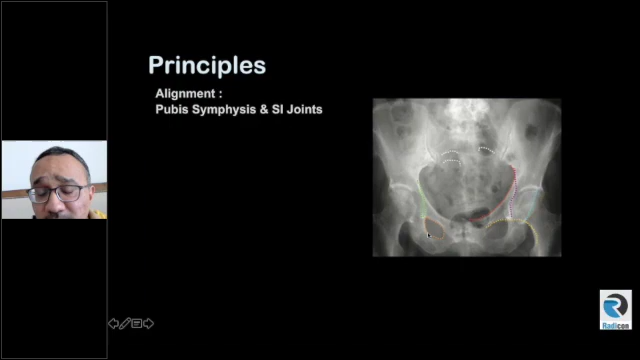 Principles
Alignment :
Pubis Symphysis & SI Joints
Radicon